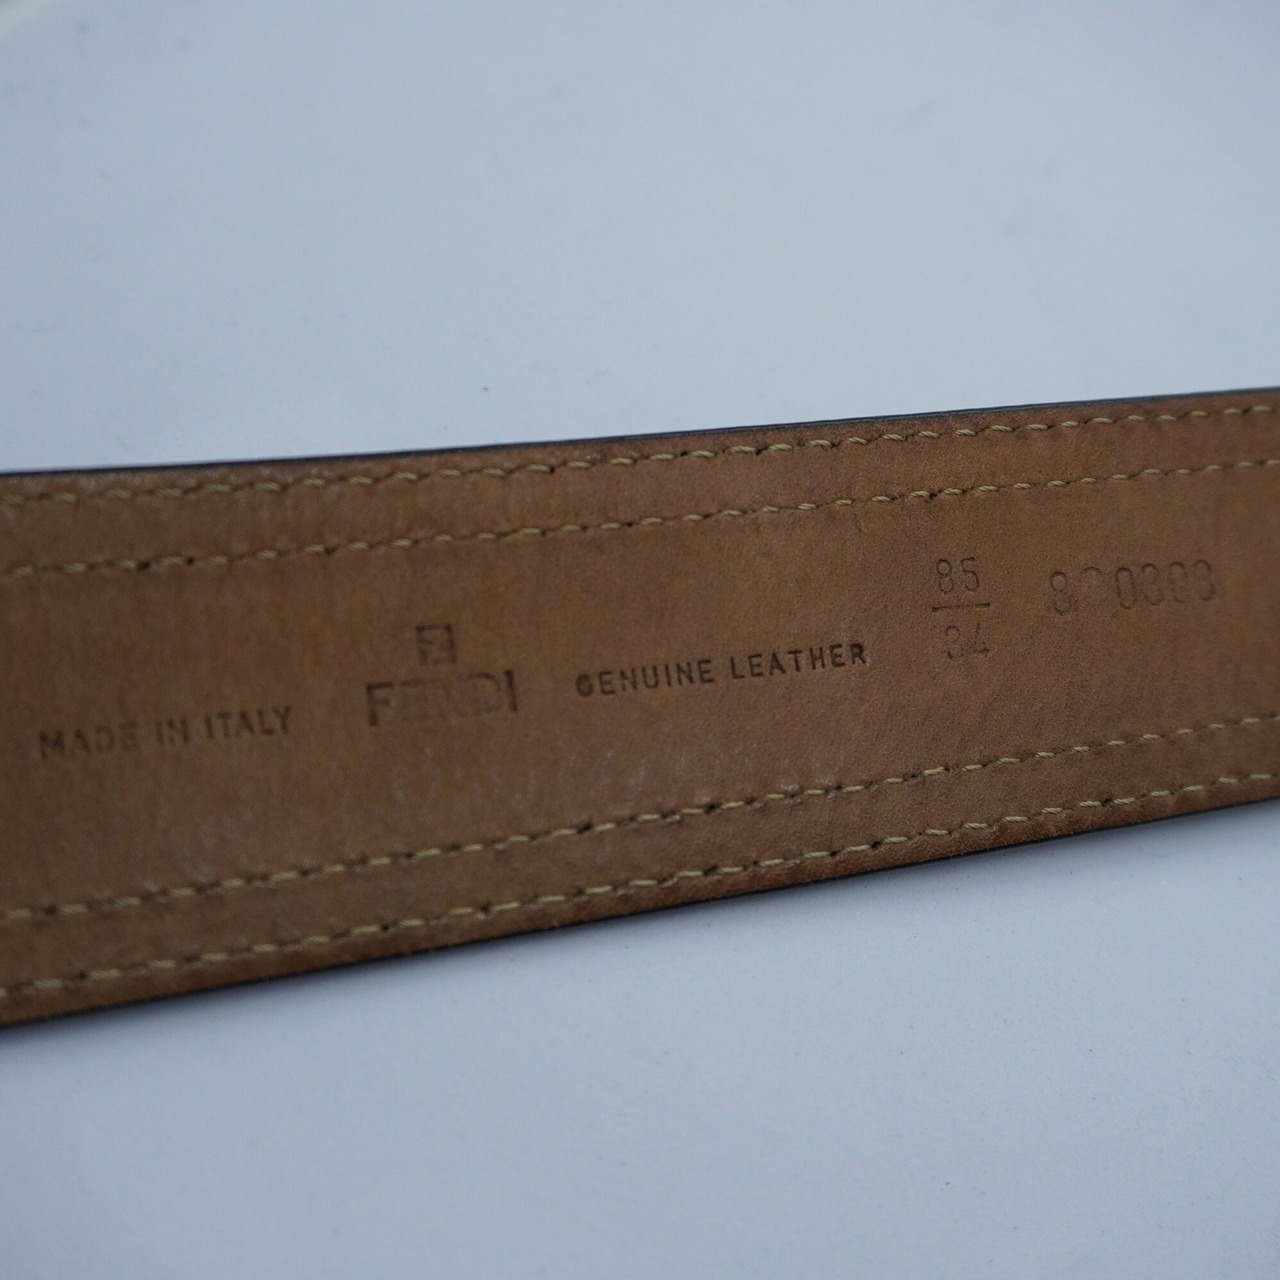 MADE IN ITALY
FENDI
GENUINE LEATHER
85
34